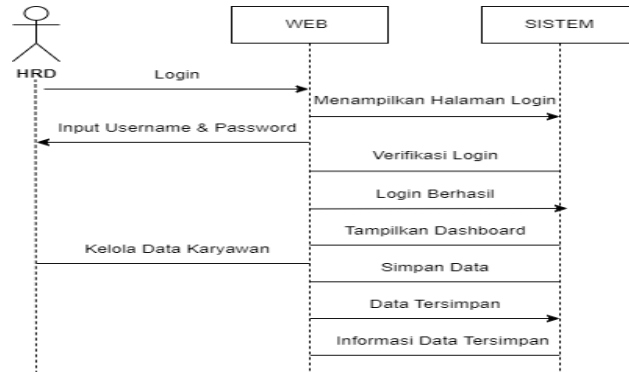 WEB
SISTEM
HRD
Login
Menampilkan Halaman Login
Input Username & Password
Verifikasi Login
Login Berhasil
Tampilkan Dashboard
Kelola Data Karyawan
Simpan Data
Data Tersimpan
Informasi Data Tersimpan